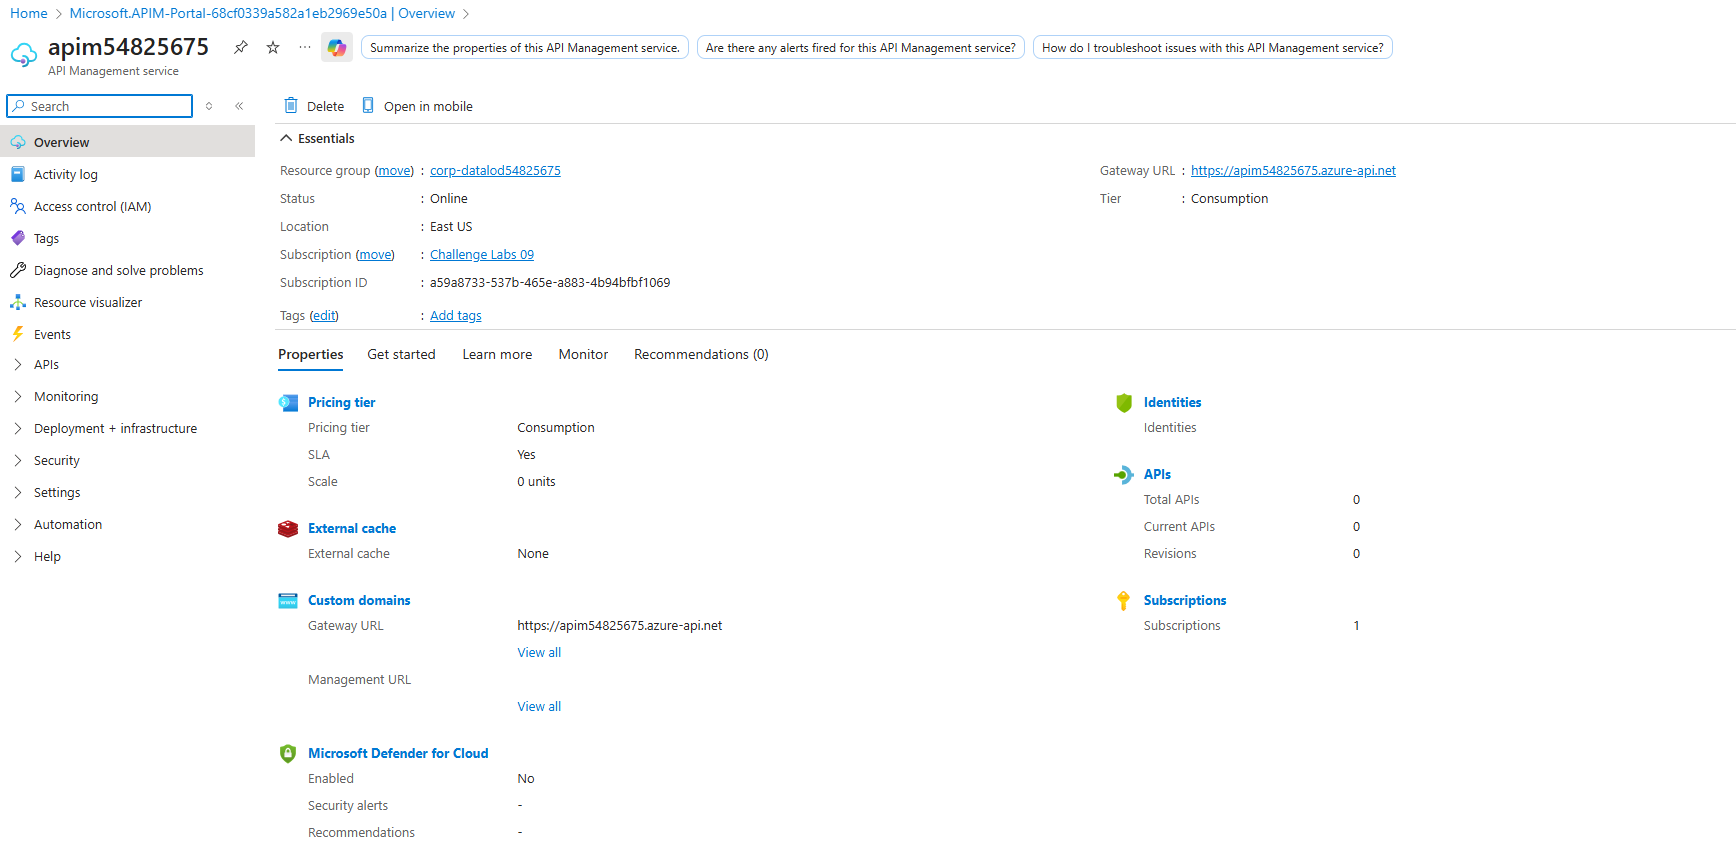 Home > Microsoft.APIM-Portal-68cf0339a582a1eb2969e50a | Overview >
apim54825675
API Management service
Summarize the properties of this API Management service.
Are there any alerts fired for this API Management service?
How do I troubleshoot issues with this API Management service?
Search
Overview
Activity log
Access control (IAM)
Tags
Diagnose and solve problems
Resource visualizer
Events
APIs
Monitoring
Deployment + infrastructure
Security
Settings
Automation
Help
Delete
Open in mobile
Essentials
Resource group (move) : corp-datalod54825675
Status : Online
Location : East US
Subscription (move) : Challenge Labs 09
Subscription ID : a59a8733-537b-465e-a883-4b94bfbf1069
Tags (edit) : Add tags
Gateway URL : https://apim54825675.azure-api.net
Tier : Consumption
Properties
Get started
Learn more
Monitor
Recommendations (0)
Pricing tier
Pricing tier Consumption
SLA Yes
Scale 0 units
External cache
External cache None
Custom domains
Gateway URL https://apim54825675.azure-api.net
View all
Management URL
View all
Microsoft Defender for Cloud
Enabled No
Security alerts -
Recommendations -
Identities
Identities
APIs
Total APIs 0
Current APIs 0
Revisions 0
Subscriptions
Subscriptions 1